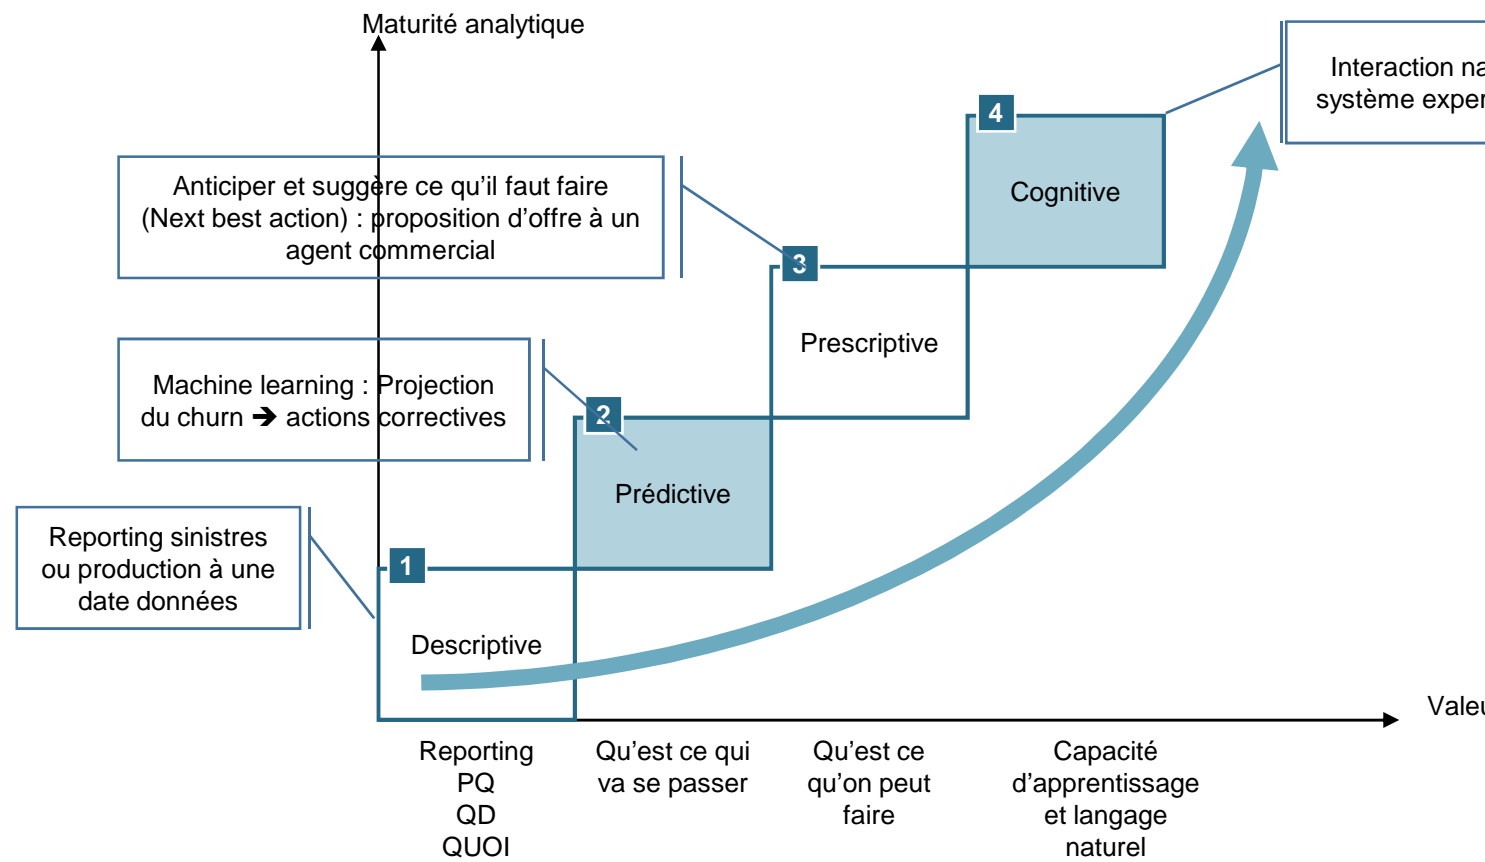 Maturité analytique
Interaction
système
4
Cognitive
Anticiper et suggère ce qu'il faut faire
(Next best action) : proposition d'offre à un
agent commercial
3
Prescriptive
Machine learning : Projection
du churn ➔ actions correctives
2
Prédictive
Reporting sinistres
ou production à une
date données
1
Descriptive
Reporting
PQ
QD
QUOI
Qu'est ce qui
va se passer
Qu'est ce
qu'on peut
faire
Capacité
d'apprentissage
et langage
naturel